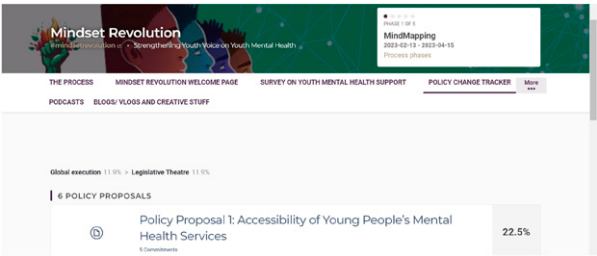 Mindset Revolution
#mindsetrevolution • Strengthening Youth Voice on Youth Mental Health
PHASE 1 OF 5
MindMapping
2023-02-13 - 2023-04-15
Process phases
THE PROCESS MINDSET REVOLUTION WELCOME PAGE SURVEY ON YOUTH MENTAL HEALTH SUPPORT POLICY CHANGE TRACKER More
PODCASTS BLOGS/ VLOGS AND CREATIVE STUFF
Global execution 11.9% > Legislative Theatre 11.9%
6 POLICY PROPOSALS
Policy Proposal 1: Accessibility of Young People's Mental
Health Services
5 Commitments
22.5%